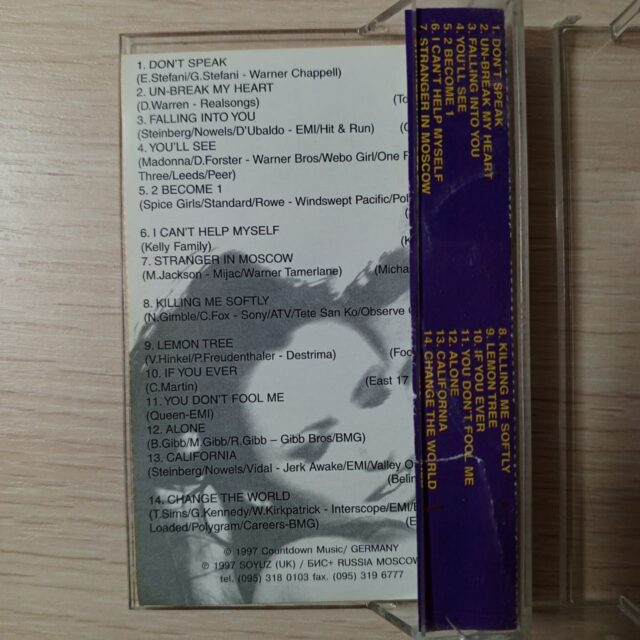 1. DON'T SPEAK
(E.Stefani/G.Stefani - Warner Chappell)
2. UN-BREAK MY HEART
(D.Warren - Realsongs) (To
3. FALLING INTO YOU
(Steinberg/Nowels/D'Ubaldo - EMI/Hit & Run) (C
4. YOU'LL SEE
(Madonna/D.Forster - Warner Bros/Webo Girl/One F
Three/Leeds/Peer)
5. 2 BECOME 1
(Spice Girls/Standard/Rowe - Windswept Pacific/Pol
6. I CAN'T HELP MYSELF
(Kelly Family) (K
7. STRANGER IN MOSCOW
(M.Jackson - Mijac/Warner Tamerlane) (Micha
8. KILLING ME SOFTLY
(N.Gimble/C.Fox - Sony/ATV/Tete San Ko/Observe
9. LEMON TREE
(V.Hinkel/P.Freudenthaler - Destrima) (Foo
10. IF YOU EVER
(C.Martin) (East 17
11. YOU DON'T FOOL ME
(Queen-EMI)
12. ALONE
(B.Gibb/M.Gibb/R.Gibb – Gibb Bros/BMG)
13. CALIFORNIA
(Steinberg/Nowels/Vidal - Jerk Awake/EMI/Valley O
(Belin
14. CHANGE THE WORLD
(T.Sims/G.Kennedy/W.Kirkpatrick - Interscope/EMI/
Loaded/Polygram/Careers-BMG) (E
© 1997 Countdown Music/ GERMANY
℗ 1997 SOYUZ (UK) / БИС+ RUSSIA MOSCOW
tel. (095) 318 0103 fax. (095) 319 6777
1. DON'T SPEAK
2. UN-BREAK MY HEART
3. FALLING INTO YOU
4. YOU'LL SEE
5. 2 BECOME 1
6. I CAN'T HELP MYSELF
7. STRANGER IN MOSCOW
8. KILLING ME SOFTLY
9. LEMON TREE
10. IF YOU EVER
11. YOU DON'T FOOL ME
12. ALONE
13. CALIFORNIA
14. CHANGE THE WORLD